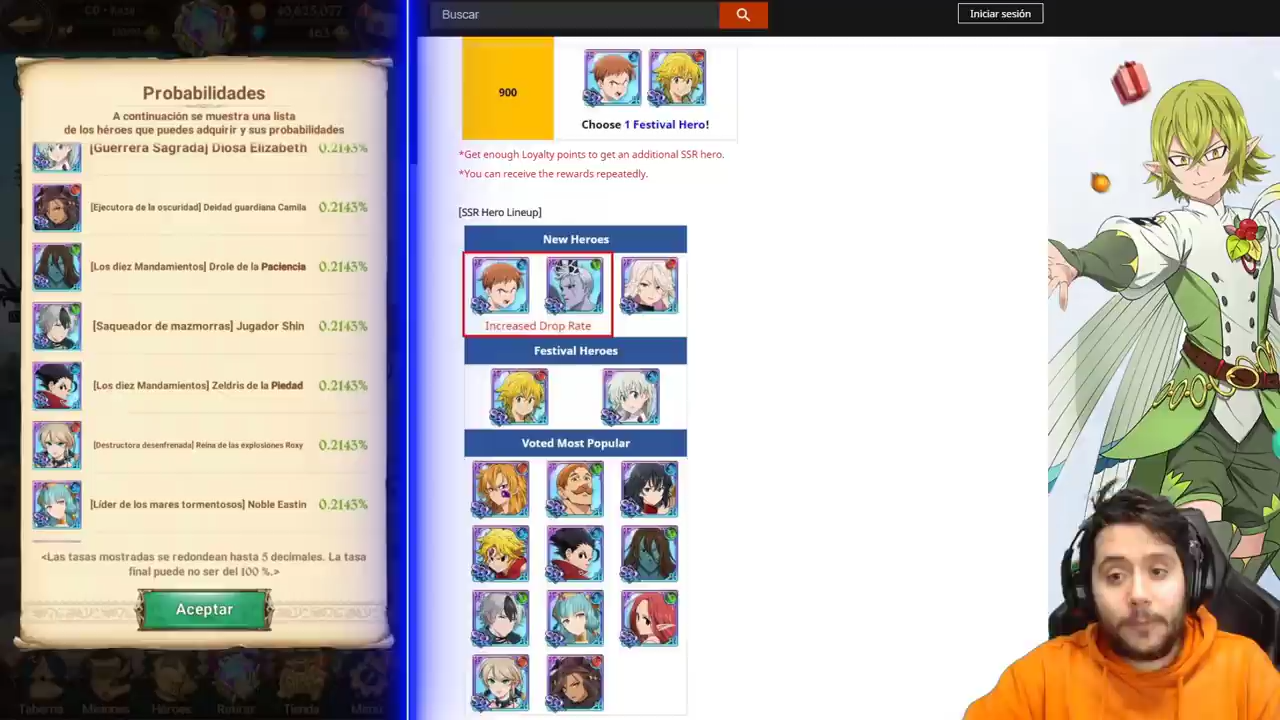 Probabilidades
A continuación se muestra una lista
de los héroes que puedes adquirir y sus probabilidades
[Guerrera Sagrada] Diosa Elizabeth 0.2143%
[Ejecutora de la oscuridad] Deidad guardiana Camila 0.2143%
[Los diez Mandamientos] Drole de la Paciencia 0.2143%
[Saqueador de mazmorras] Jugador Shin 0.2143%
[Los diez Mandamientos] Zeldris de la Piedad 0.2143%
[Destructora desenfrenada] Reina de las explosiones Roxy 0.2143%
[Líder de los mares tormentosos] Noble Eastin 0.2143%
<Las tasas mostradas se redondean hasta 5 decimales. La tasa
final puede no ser del 100 %.>
Aceptar
Taberna Misiones Héroes Retirar Tienda Menú
Buscar
Iniciar sesión
900
Choose 1 Festival Hero!
*Get enough Loyalty points to get an additional SSR hero.
*You can receive the rewards repeatedly.
[SSR Hero Lineup]
New Heroes
Increased Drop Rate
Festival Heroes
Voted Most Popular